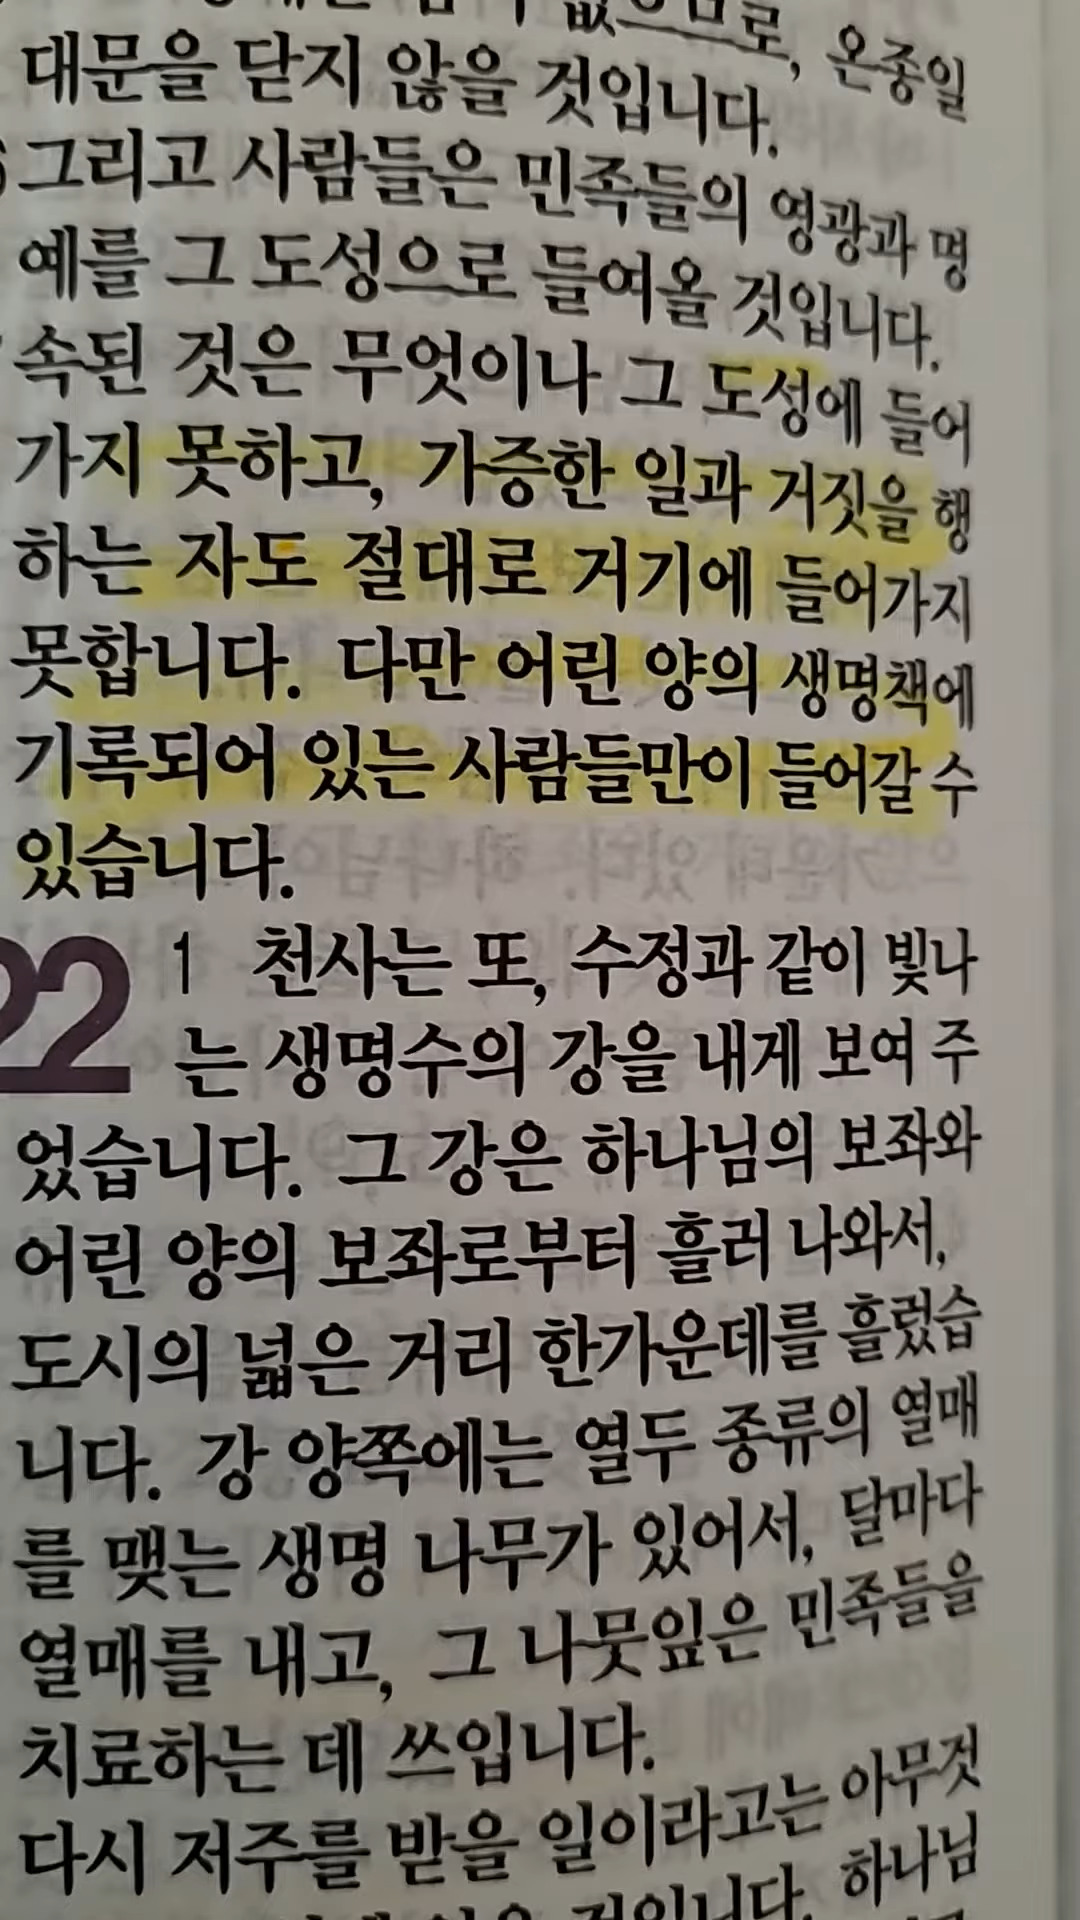 없으므로, 온종일
대문을 닫지 않을 것입니다.
그리고 사람들은 민족들의 영광과 명
예를 그 도성으로 들여올 것입니다.
속된 것은 무엇이나 그 도성에 들어
가지 못하고, 가증한 일과 거짓을 행
하는 자도 절대로 거기에 들어가지
못합니다. 다만 어린 양의 생명책에
기록되어 있는 사람들만이 들어갈 수
있습니다.
22 1 천사는 또, 수정과 같이 빛나
는 생명수의 강을 내게 보여 주
었습니다. 그 강은 하나님의 보좌와
어린 양의 보좌로부터 흘러 나와서,
도시의 넓은 거리 한가운데를 흘렀습
니다. 강 양쪽에는 열두 종류의 열매
를 맺는 생명 나무가 있어서, 달마다
열매를 내고, 그 나뭇잎은 민족들을
치료하는 데 쓰입니다.
다시 저주를 받을 일이라고는 아무것
것입니다. 하나님